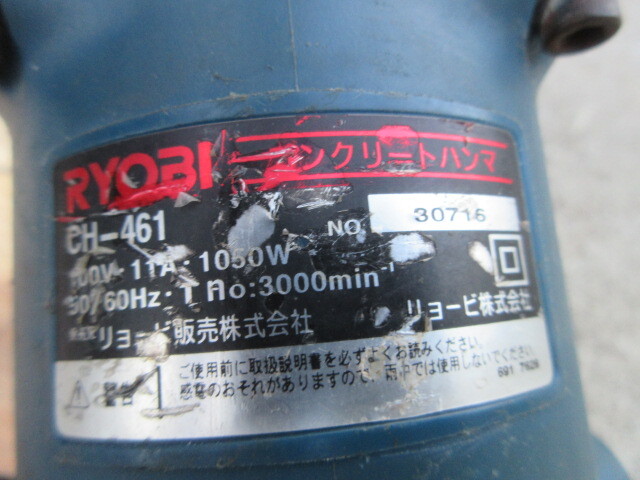 RYOBI コンクリートハンマ
CH-461
NO. 30716
100V~11A・1050W
50/60Hz・T no:3000min⁻¹
リョービ販売株式会社 リョービ株式会社
警告 ご使用前に取扱説明書を必ずよくお読みください。
感電のおそれがありますので、雨中では使用しないでください。